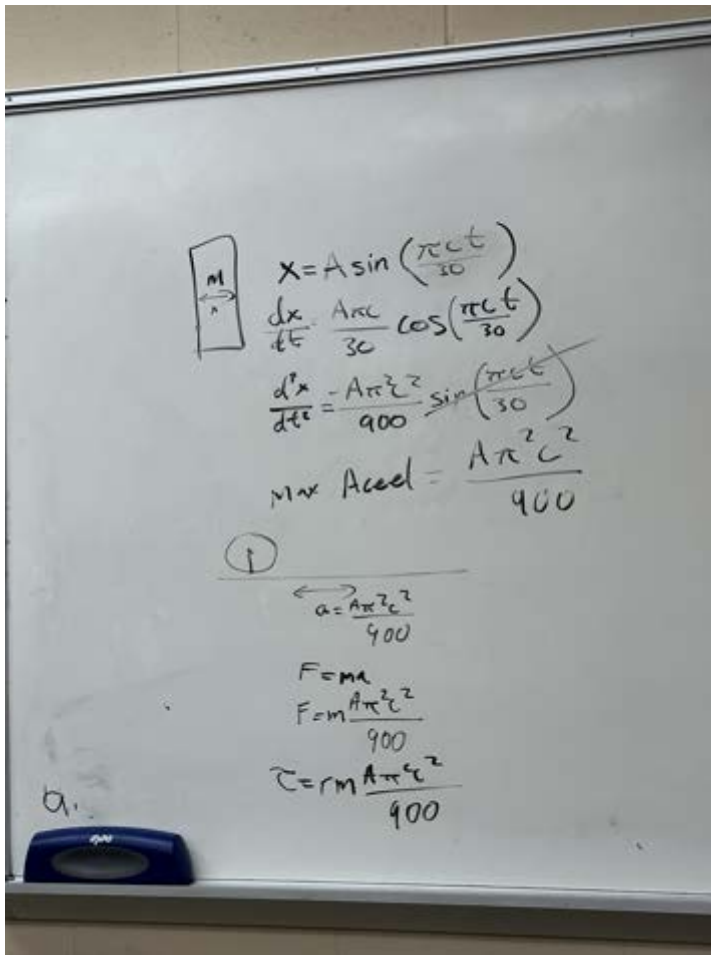 M
x = A sin (πct/30)
dx/dt = Aπc/30 cos(πct/30)
d²x/dt² = -Aπ²c²/900 sin(πct/30)
Max Accel = Aπ²c²/900
1
a = Aπ²c²/900
F = ma
F = m Aπ²c²/900
τ = rm Aπ²c²/900
a.